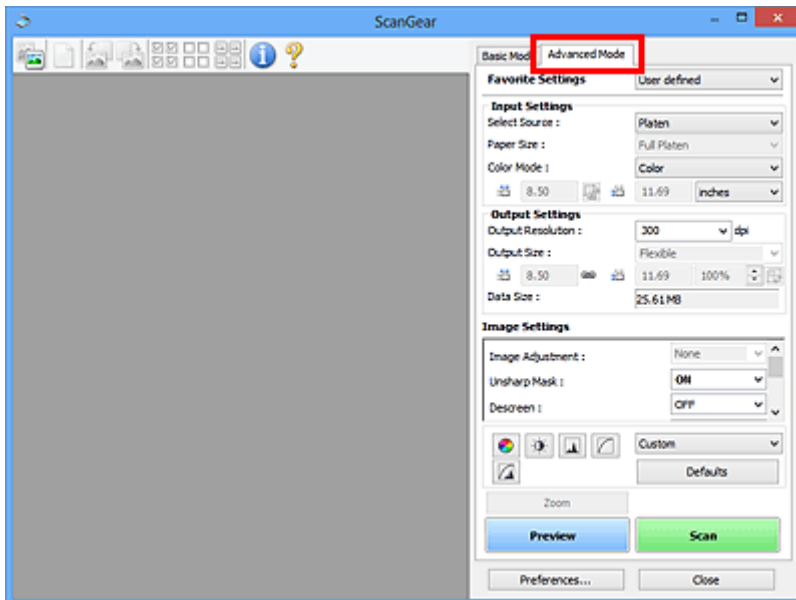 ScanGear
Basic Mode Advanced Mode
Favorite Settings User defined
Input Settings
Select Source : Platen
Paper Size : Full Platen
Color Mode : Color
8.50 11.69 inches
Output Settings
Output Resolution : 300 dpi
Output Size : Flexible
8.50 11.69 100%
Data Size : 25.61MB
Image Settings
Image Adjustment : None
Unsharp Mask : ON
Descreen : OFF
Custom
Defaults
Zoom
Preview Scan
Preferences... Close